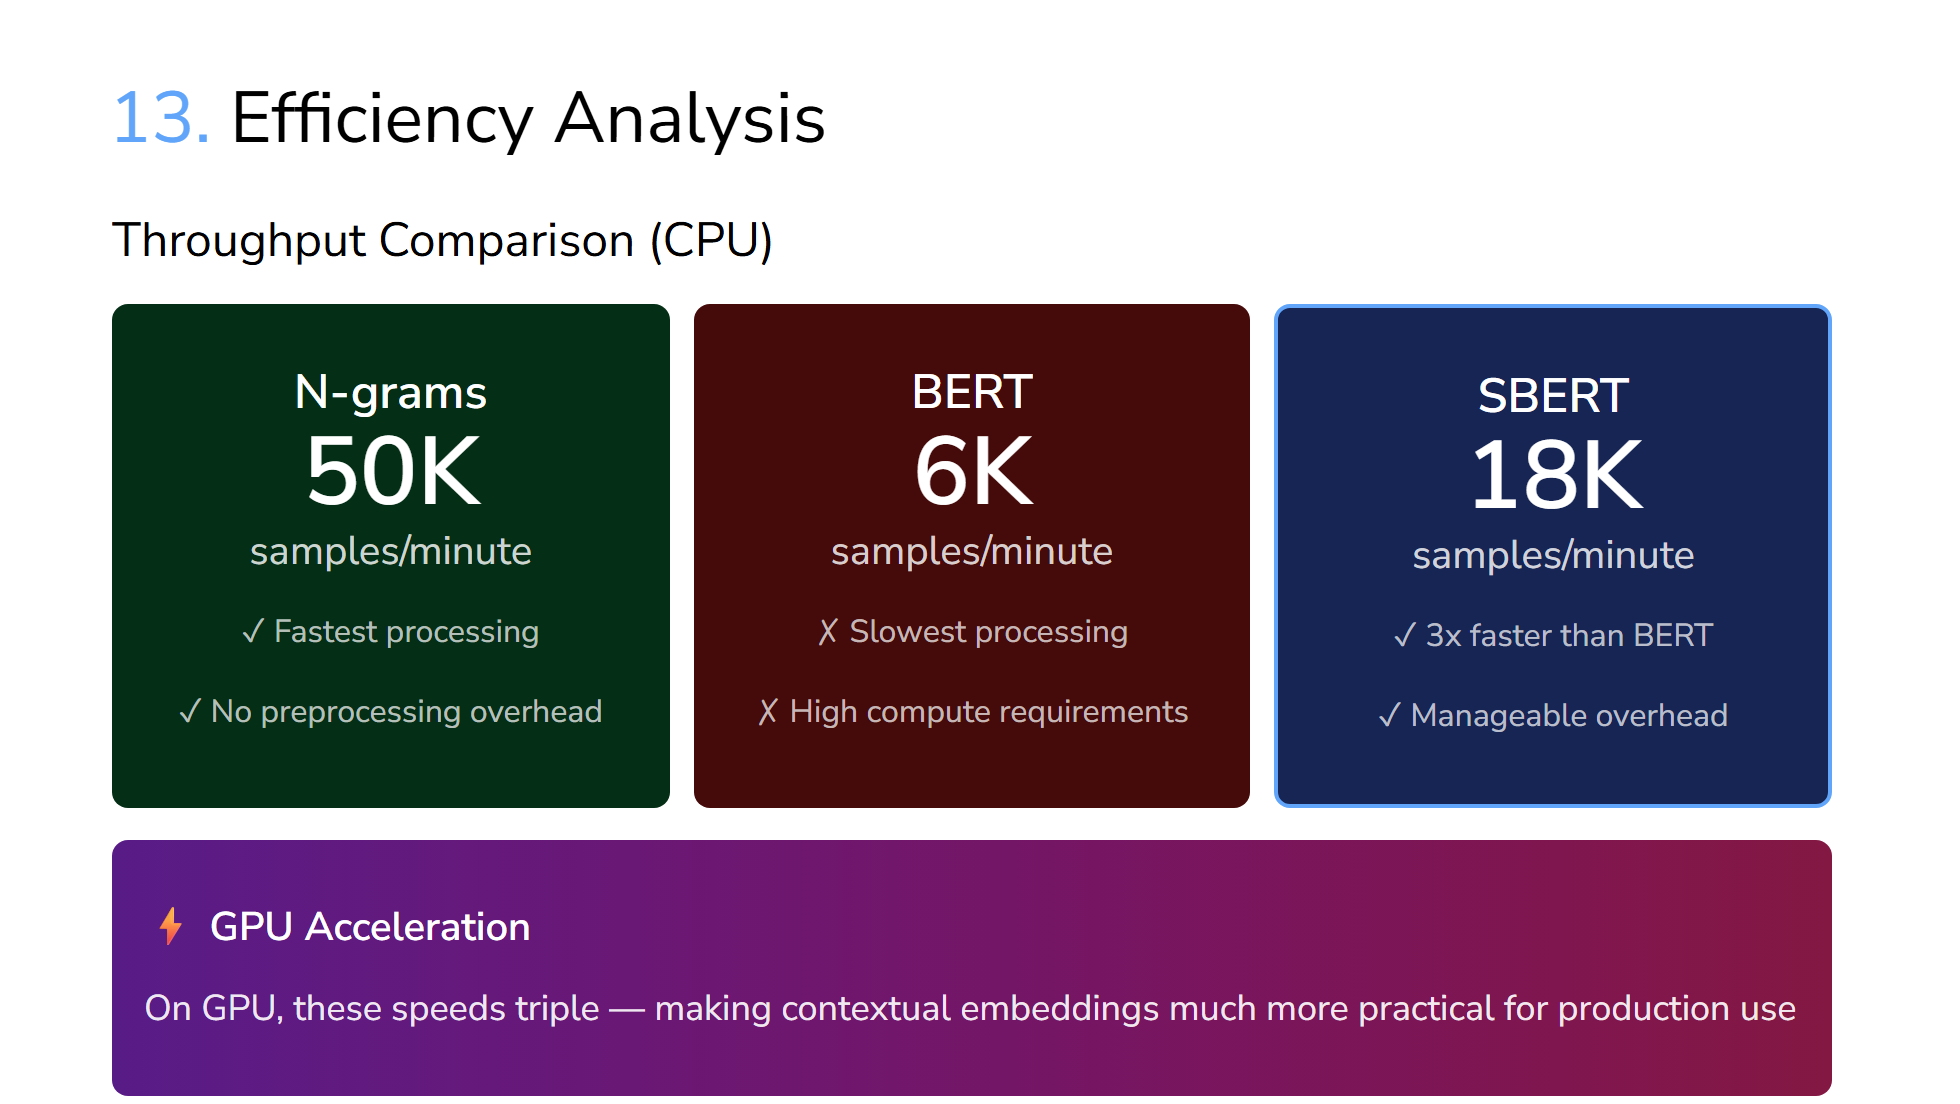 13. Efficiency Analysis
Throughput Comparison (CPU)
N-grams
50K
samples/minute
✓ Fastest processing
✓ No preprocessing overhead
BERT
6K
samples/minute
✗ Slowest processing
✗ High compute requirements
SBERT
18K
samples/minute
✓ 3x faster than BERT
✓ Manageable overhead
⚡ GPU Acceleration
On GPU, these speeds triple — making contextual embeddings much more practical for production use